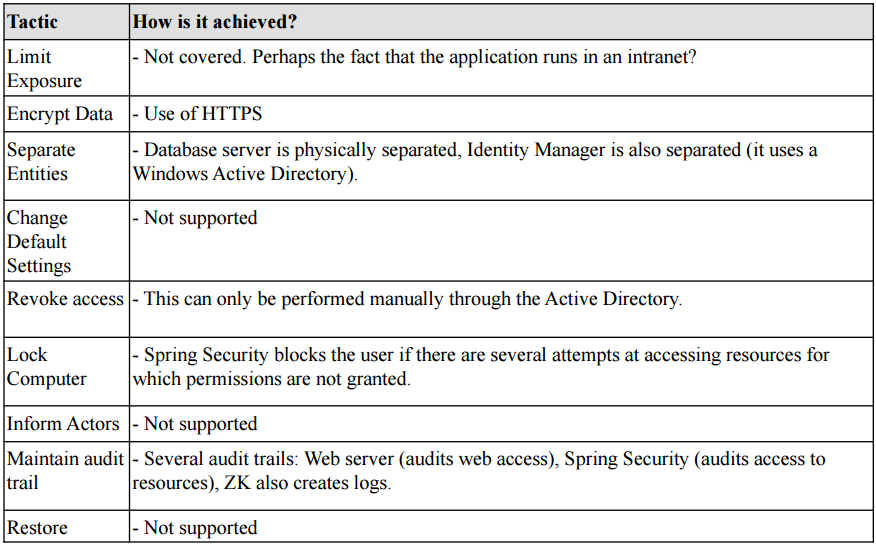 Tactic How is it achieved?
Limit - Not covered. Perhaps the fact that the application runs in an intranet?
Exposure
Encrypt Data - Use of HTTPS
Separate - Database server is physically separated, Identity Manager is also separated (it uses a
Entities Windows Active Directory).
Change - Not supported
Default
Settings
Revoke access - This can only be performed manually through the Active Directory.
Lock - Spring Security blocks the user if there are several attempts at accessing resources for
Computer which permissions are not granted.
Inform Actors - Not supported
Maintain audit - Several audit trails: Web server (audits web access), Spring Security (audits access to
trail resources), ZK also creates logs.
Restore - Not supported